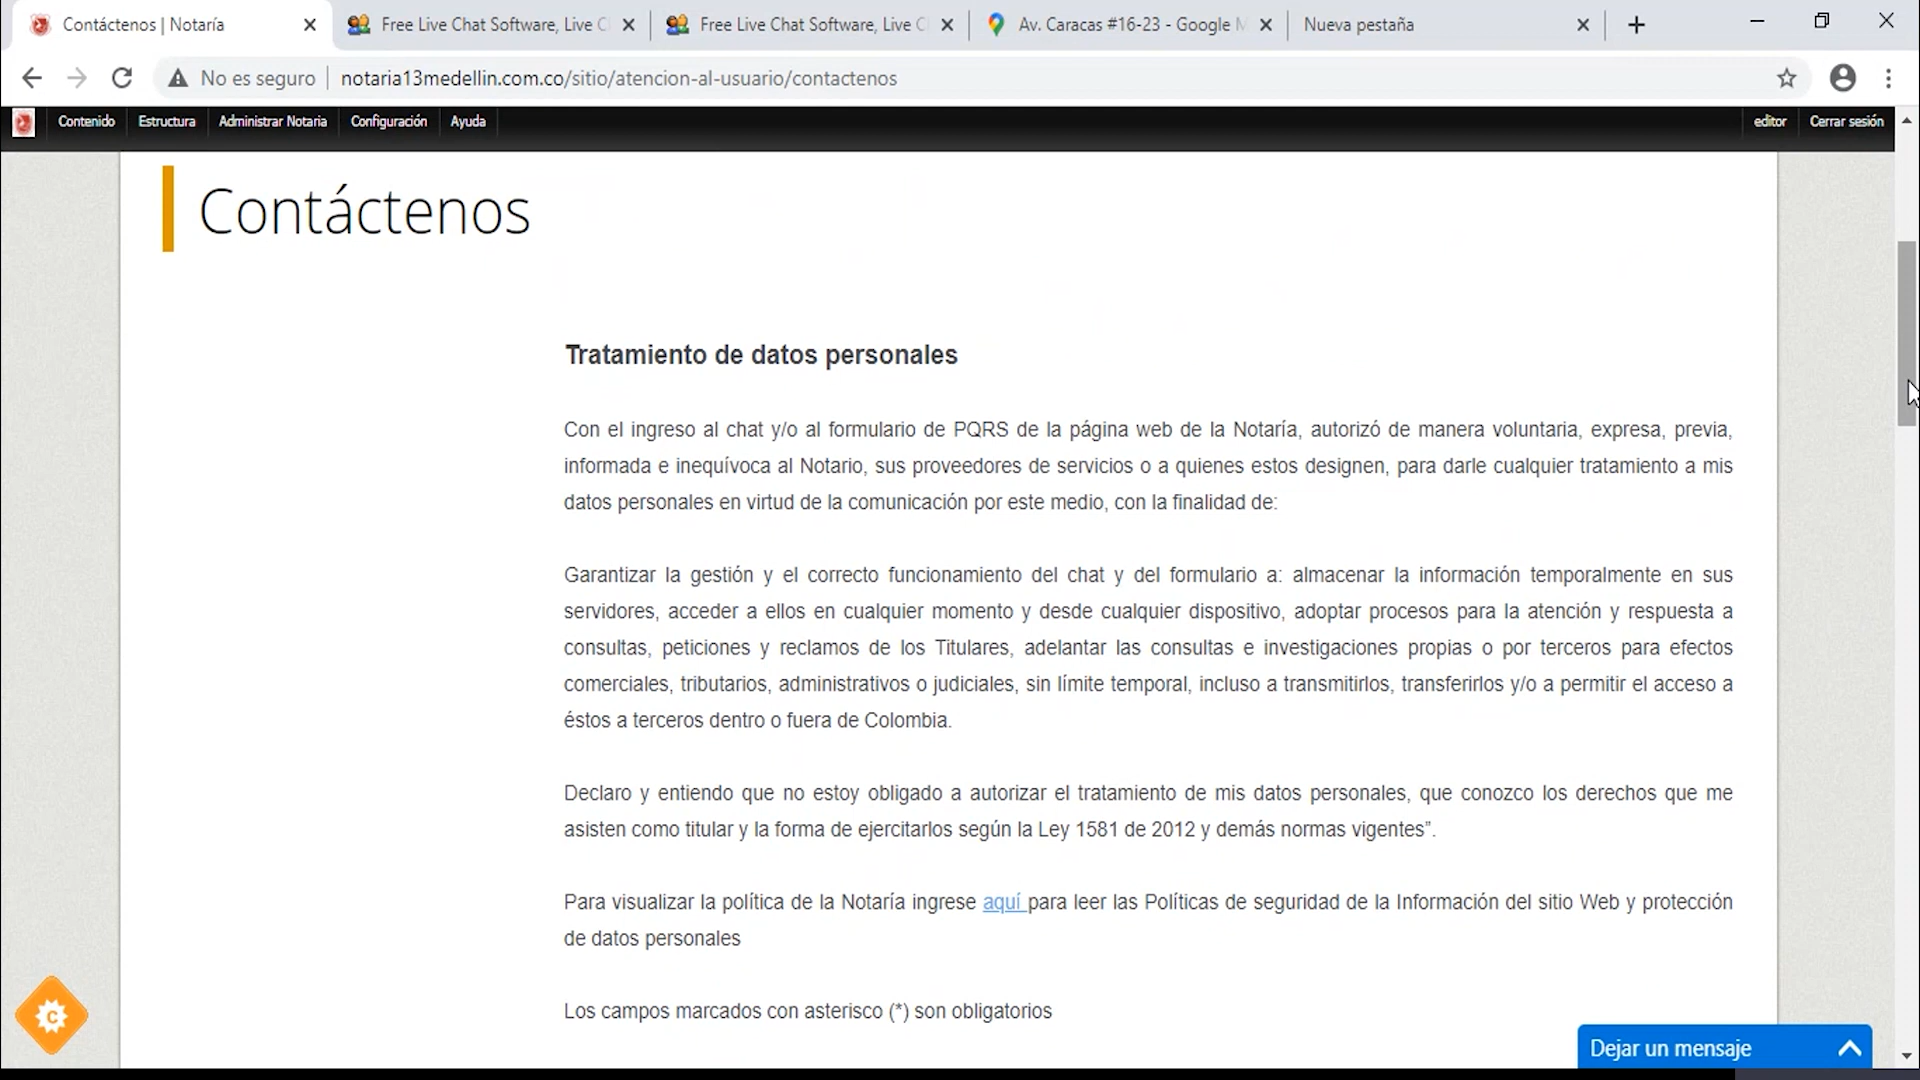 Contáctenos | Notaría
Free Live Chat Software, Live C
Free Live Chat Software, Live C
Av. Caracas #16-23 - Google M
Nueva pestaña
No es seguro
notaria13medellin.com.co/sitio/atencion-al-usuario/contactenos
Contenido
Estructura
Administrar Notaria
Configuración
Ayuda
editor
Cerrar sesión
Contáctenos
Tratamiento de datos personales
Con el ingreso al chat y/o al formulario de PQRS de la página web de la Notaría, autorizó de manera voluntaria, expresa, previa,
informada e inequívoca al Notario, sus proveedores de servicios o a quienes estos designen, para darle cualquier tratamiento a mis
datos personales en virtud de la comunicación por este medio, con la finalidad de:
Garantizar la gestión y el correcto funcionamiento del chat y del formulario a: almacenar la información temporalmente en sus
servidores, acceder a ellos en cualquier momento y desde cualquier dispositivo, adoptar procesos para la atención y respuesta a
consultas, peticiones y reclamos de los Titulares, adelantar las consultas e investigaciones propias o por terceros para efectos
comerciales, tributarios, administrativos o judiciales, sin límite temporal, incluso a transmitirlos, transferirlos y/o a permitir el acceso a
éstos a terceros dentro o fuera de Colombia.
Declaro y entiendo que no estoy obligado a autorizar el tratamiento de mis datos personales, que conozco los derechos que me
asisten como titular y la forma de ejercitarlos según la Ley 1581 de 2012 y demás normas vigentes”.
Para visualizar la política de la Notaría ingrese aquí para leer las Políticas de seguridad de la Información del sitio Web y protección
de datos personales
Los campos marcados con asterisco (*) son obligatorios
C
Dejar un mensaje